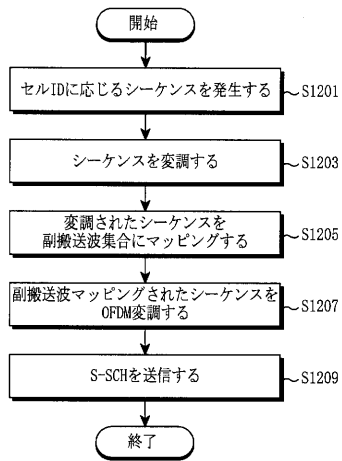 開始
セルIDに応じるシーケンスを発生する
S1201
シーケンスを変調する
S1203
変調されたシーケンスを
副搬送波集合にマッピングする
S1205
副搬送波マッピングされたシーケンスを
OFDM変調する
S1207
S-SCHを送信する
S1209
終了